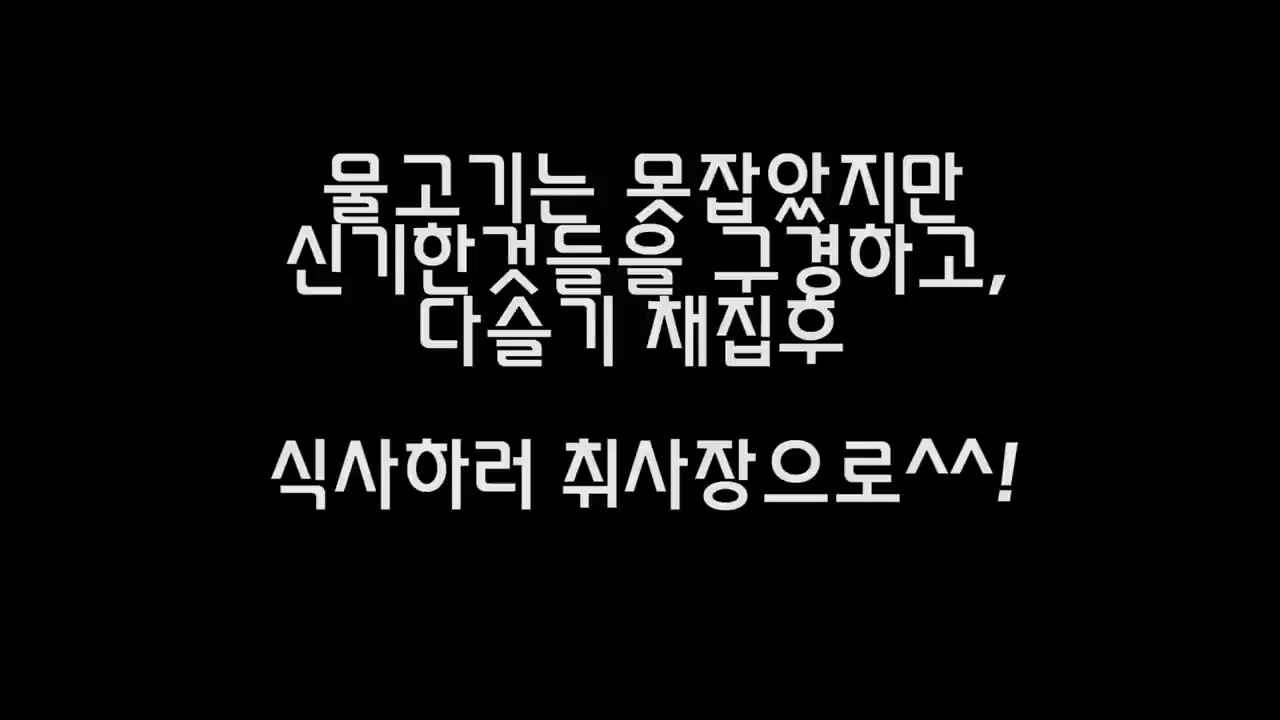 물고기는 못잡았지만
신기한것들을 구경하고,
다슬기 채집후
식사하러 취사장으로^^!